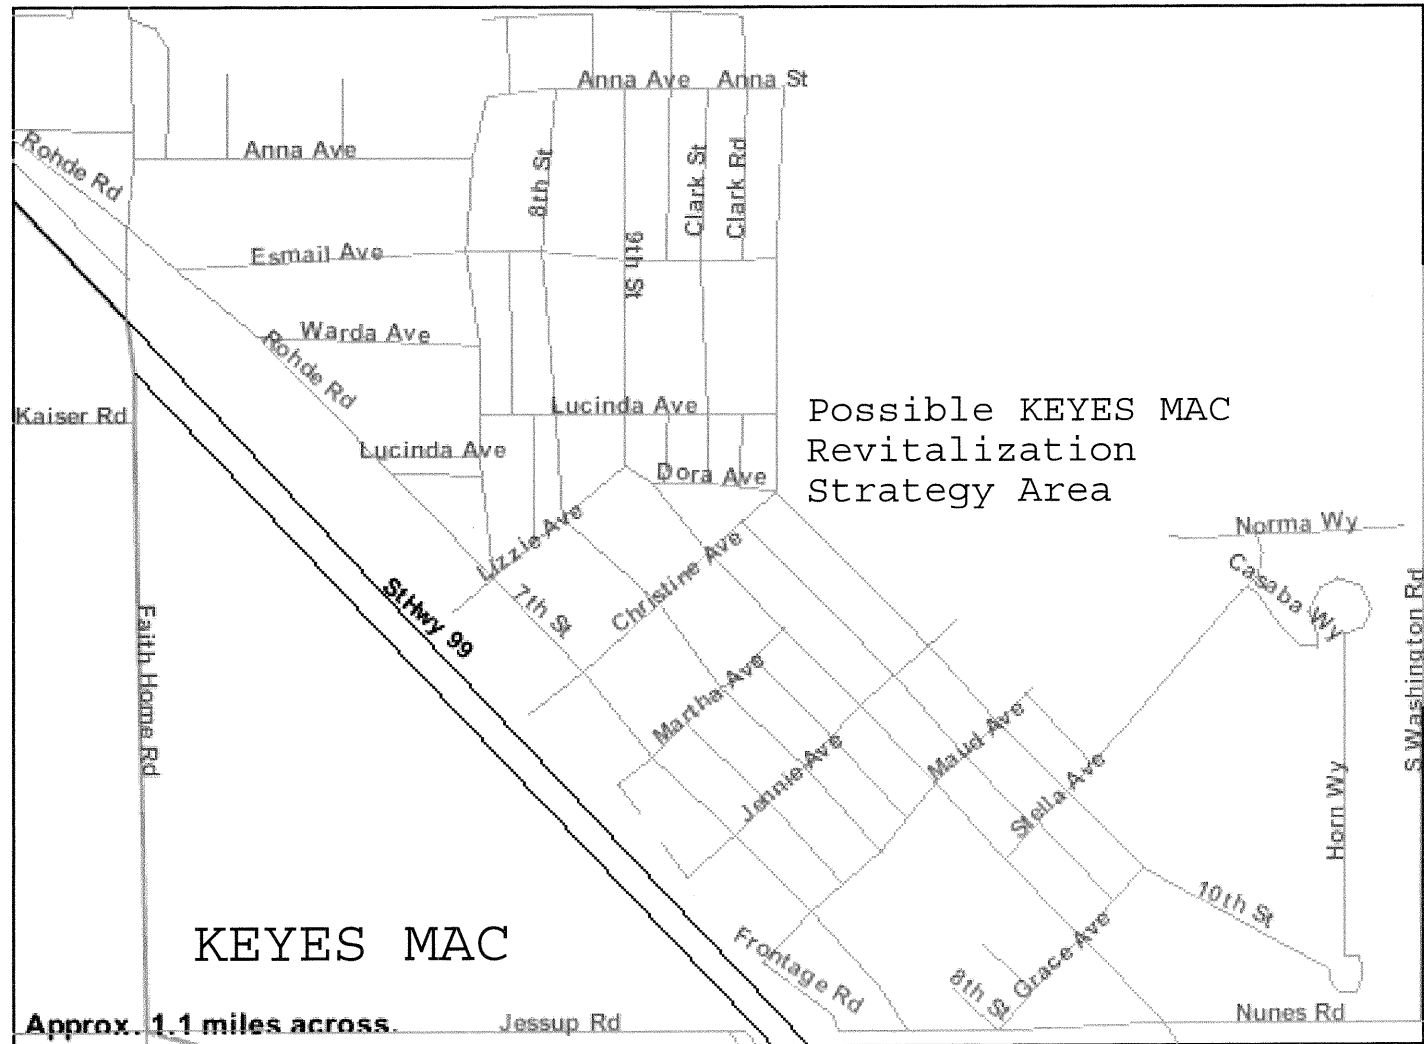 Anna Ave
Anna St
Rohde Rd
Anna Ave
8th St
Clark St
Clark Rd
Esmail Ave
9th St
Warda Ave
Rohde Rd
Kaiser Rd
Lucinda Ave
Possible KEYES MAC
Revitalization
Strategy Area
Lucinda Ave
Dora Ave
Lizzie Ave
Norma Wy
Casaba Wy
Christine Ave
7th St
St Hwy 99
Faith Home Rd
S Washington Rd
Martha Ave
Jennie Ave
Maud Ave
Stella Ave
Horn Wy
10th St
KEYES MAC
Frontage Rd
8th St
Grace Ave
Approx. 1.1 miles across.
Jessup Rd
Nunes Rd